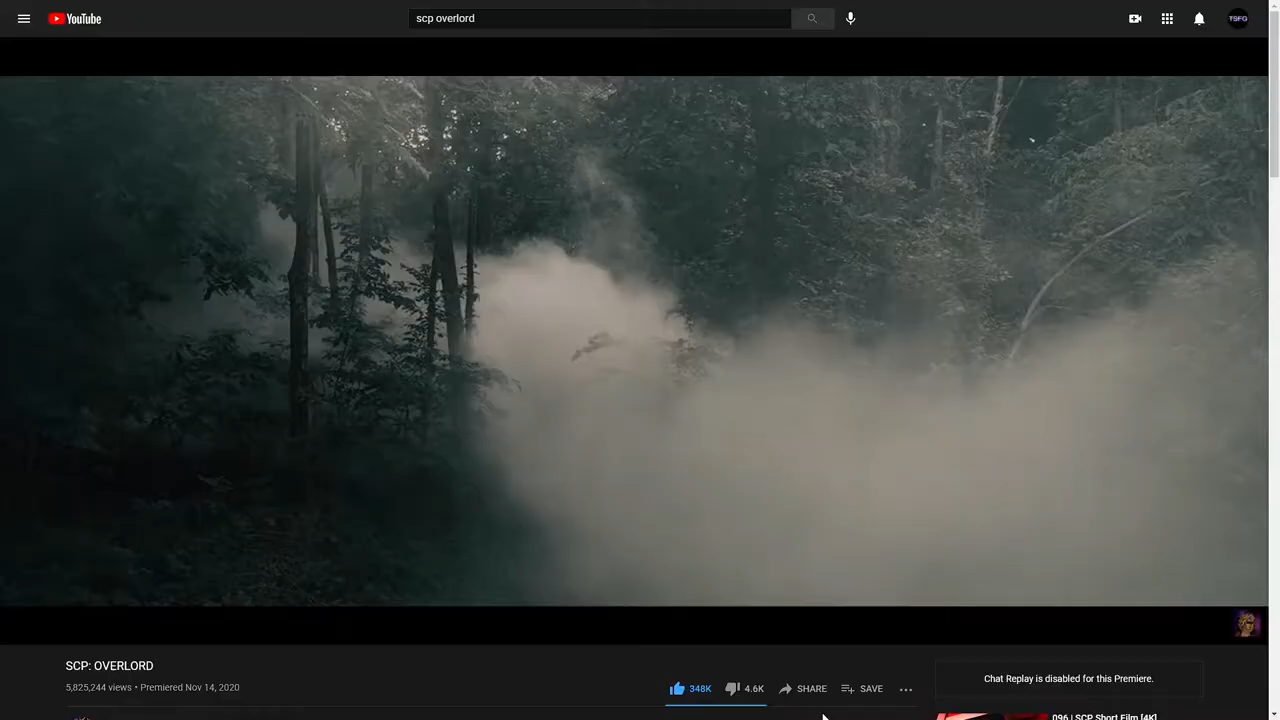 YouTube
scp overlord
TSFG
SCP: OVERLORD
5,825,244 views • Premiered Nov 14, 2020
348K
4.6K
SHARE
SAVE
Chat Replay is disabled for this Premiere.
096 | SCP Short Film [4K]